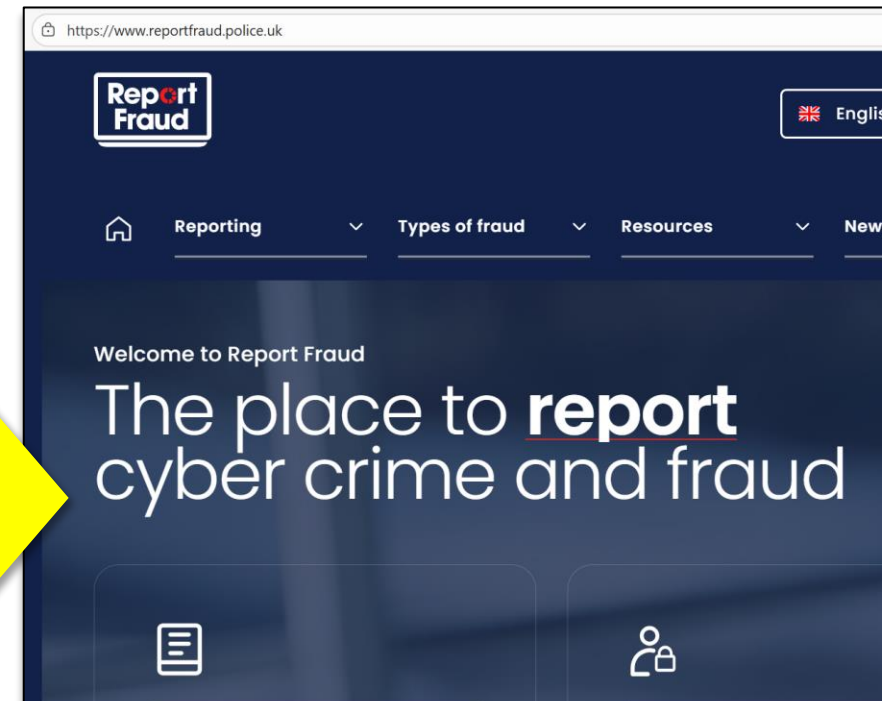 https://www.reportfraud.police.uk
Report
Fraud
Reporting
Types of fraud
Resources
Welcome to Report Fraud
The place to report
cyber crime and fraud